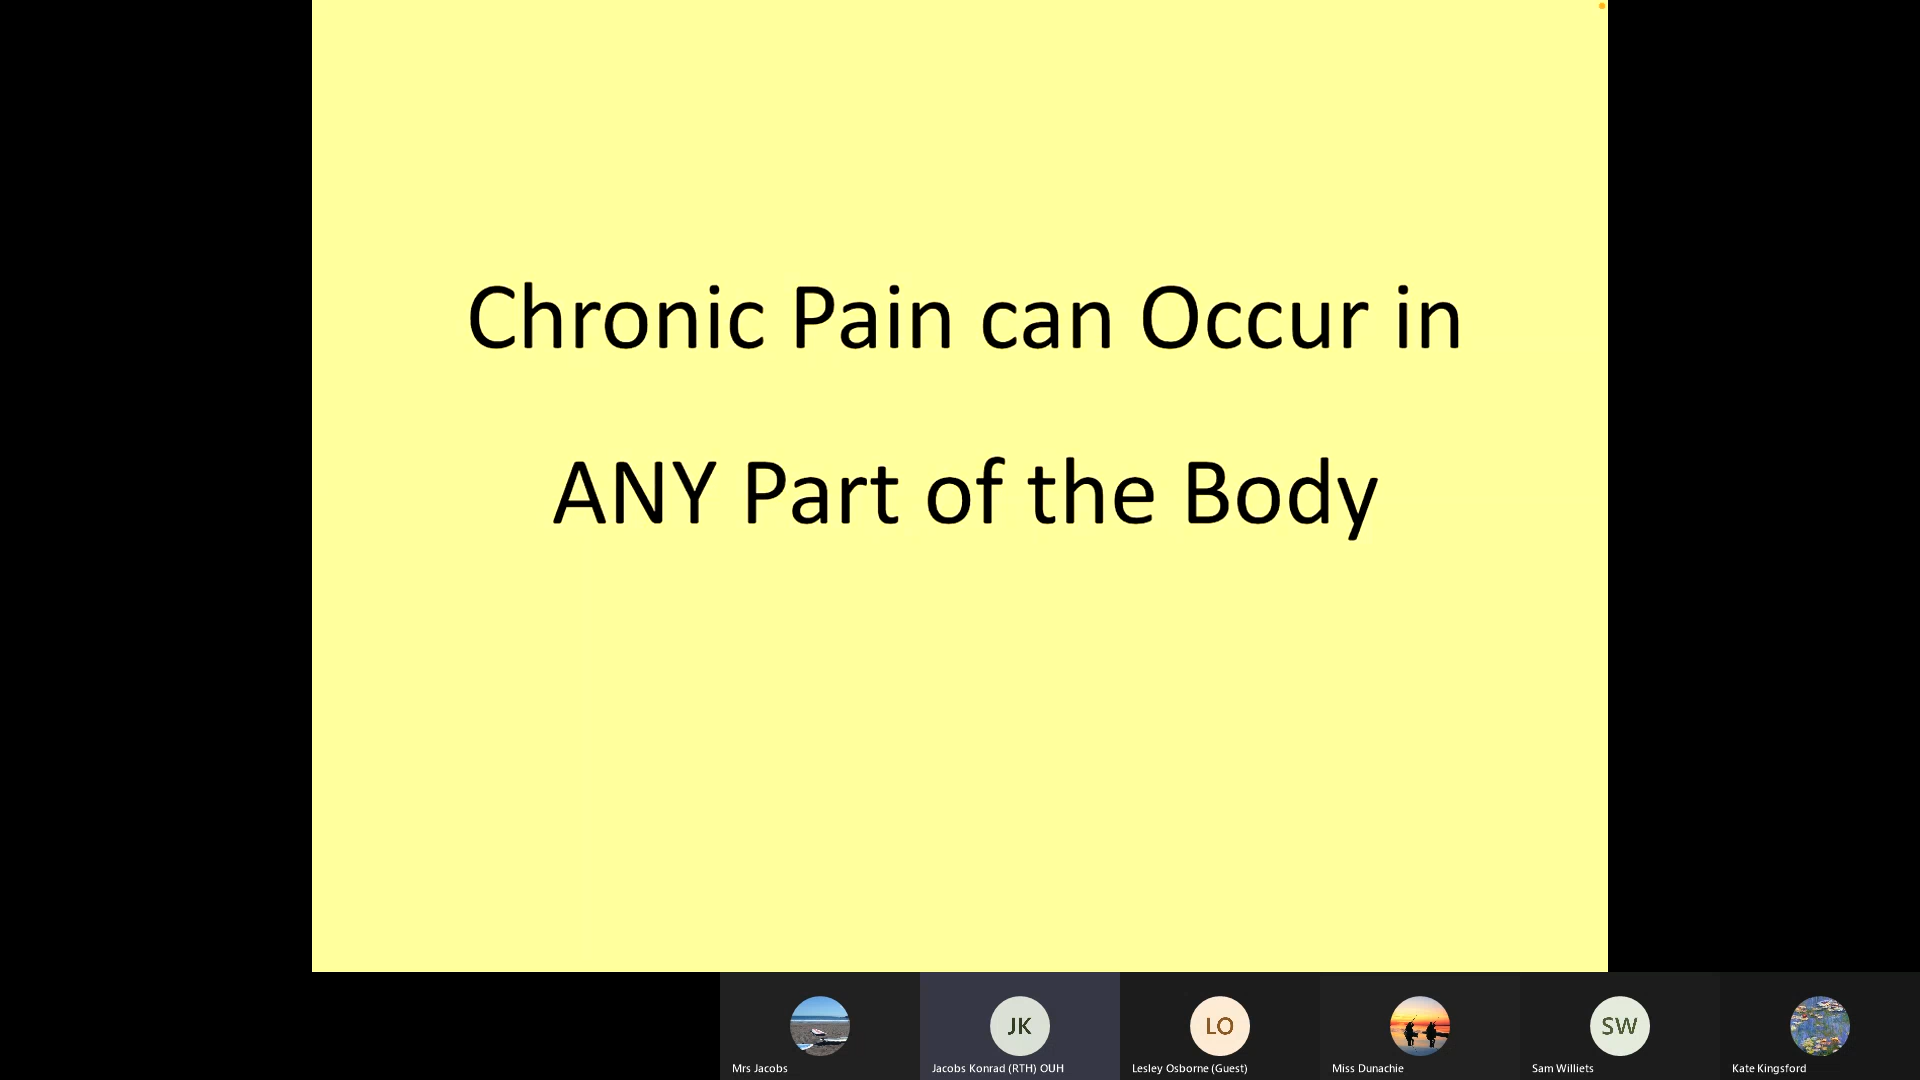 Chronic Pain can Occur in
ANY Part of the Body
JK
LO
SW
Mrs Jacobs
Jacobs Konrad (RTH) OUH
Lesley Osborne (Guest)
Miss Dunachie
Sam Williets
Kate Kingsford